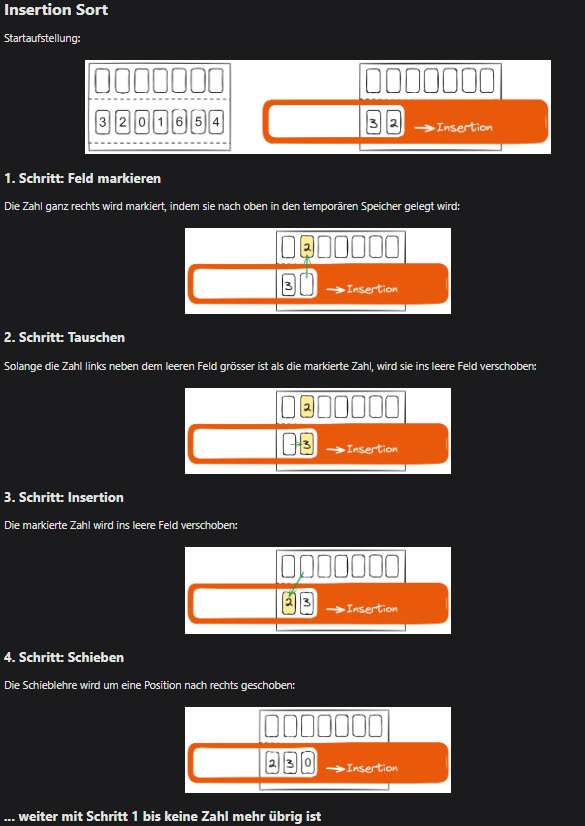 Insertion Sort
Startaufstellung:
3 2 0 1 6 5 4
3 2 → Insertion
1. Schritt: Feld markieren
Die Zahl ganz rechts wird markiert, indem sie nach oben in den temporären Speicher gelegt wird:
2
3 → Insertion
2. Schritt: Tauschen
Solange die Zahl links neben dem leeren Feld grösser ist als die markierte Zahl, wird sie ins leere Feld verschoben:
2
3 → Insertion
3. Schritt: Insertion
Die markierte Zahl wird ins leere Feld verschoben:
2 3 → Insertion
4. Schritt: Schieben
Die Schieblehre wird um eine Position nach rechts geschoben:
2 3 0 → Insertion
... weiter mit Schritt 1 bis keine Zahl mehr übrig ist